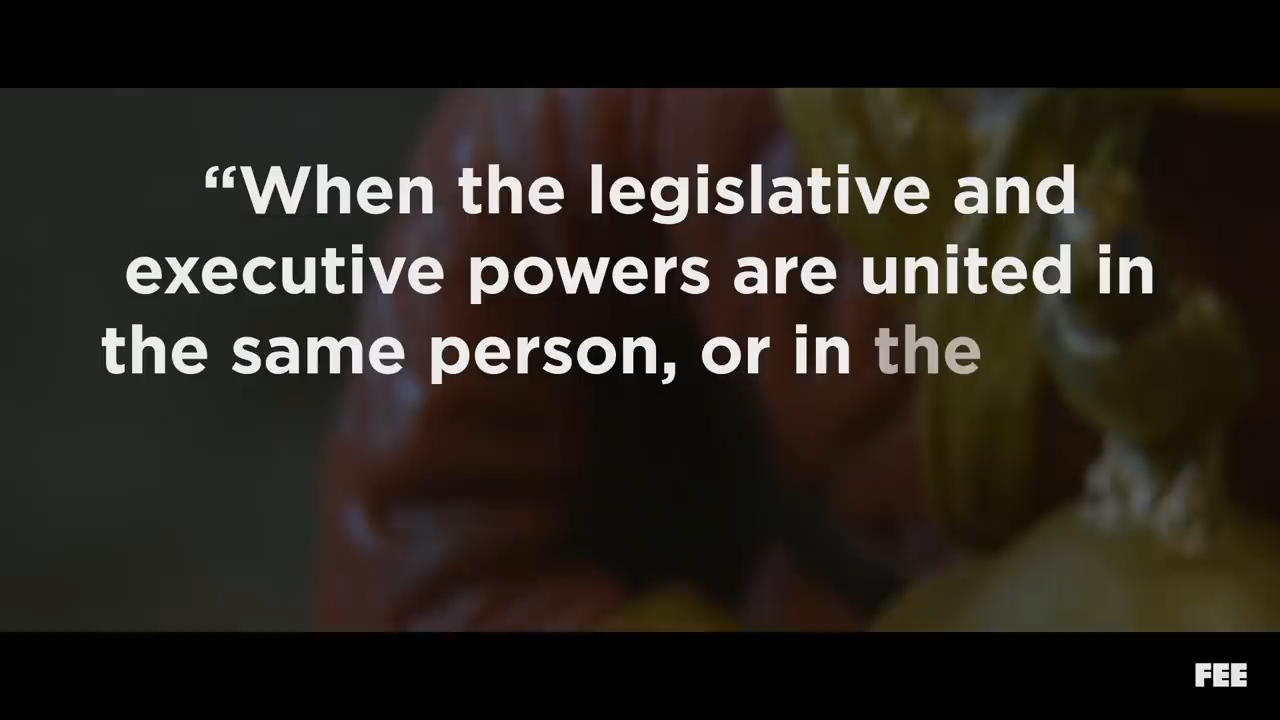 “When the legislative and
executive powers are united in
the same person, or in the
FEE